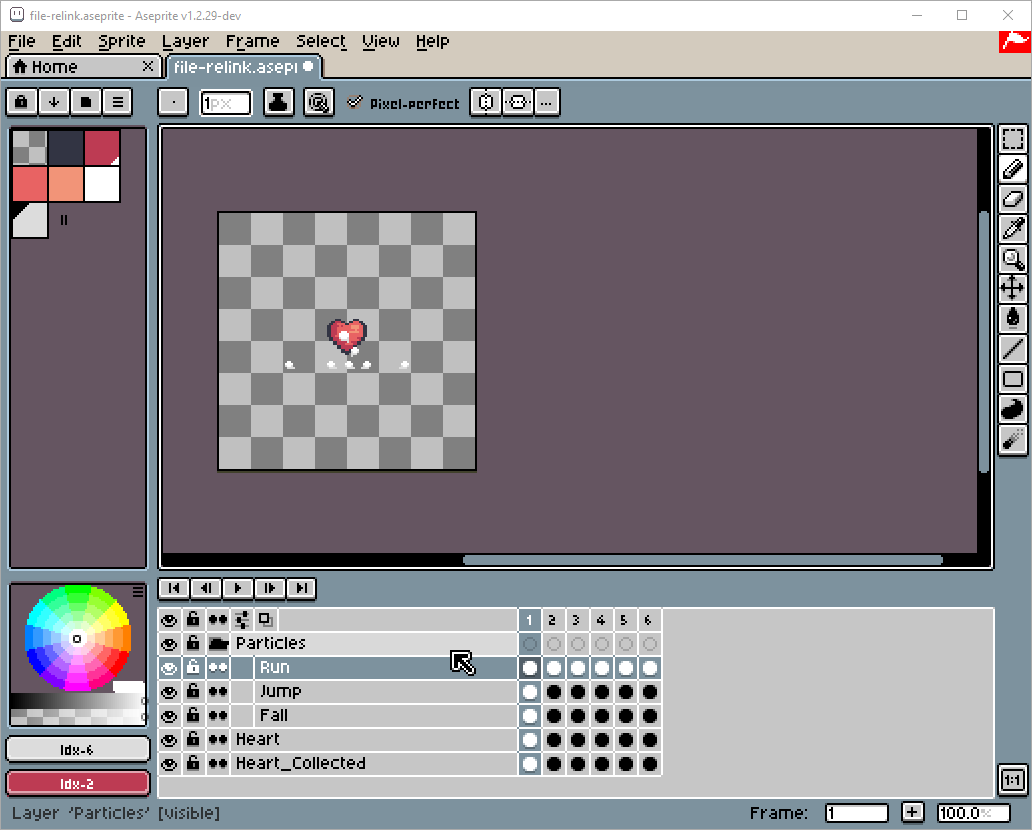 file-relink.aseprite - Aseprite v1.2.29-dev
File Edit Sprite Layer Frame Select View Help
Home
file-relink.asepr
1px Pixel-perfect ...
1 2 3 4 5 6
Particles
Run
Jump
Fall
Heart
Heart_Collected
Idx-6
Idx-2
1:1
Layer 'Particles' [visible] Frame: 1 + 100.0%